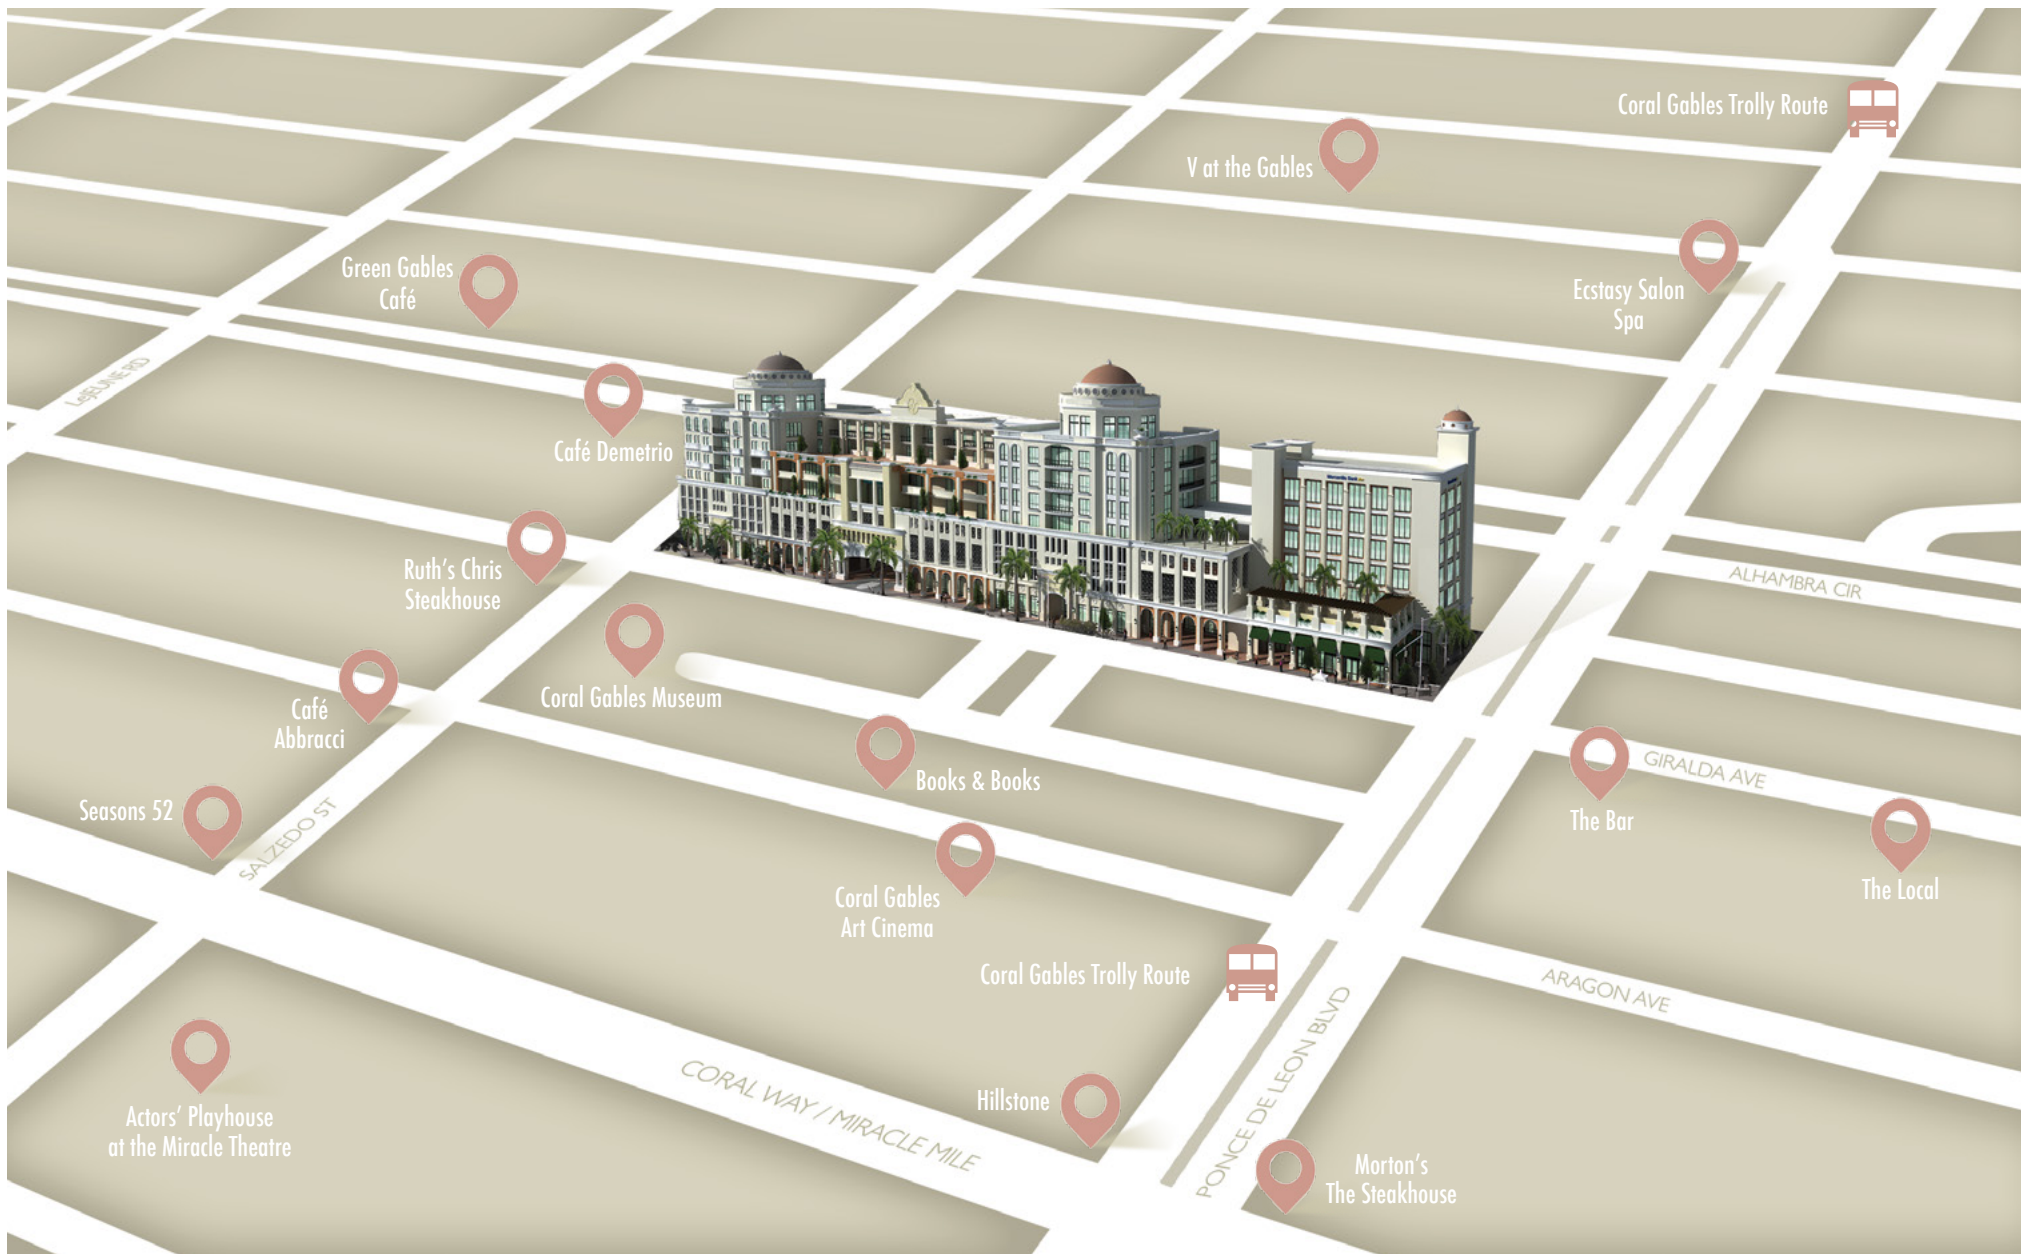 Coral Gables Trolly Route
V at the Gables
Green Gables
Café
Ecstasy Salon
Spa
LeJEUNE RD
Café Demetrio
Ruth's Chris
Steakhouse
ALHAMBRA CIR
Coral Gables Museum
Café
Abbracci
Books & Books
GIRALDA AVE
Seasons 52
The Bar
SALZEDO ST
The Local
Coral Gables
Art Cinema
Coral Gables Trolly Route
ARAGON AVE
PONCE DE LEON BLVD
CORAL WAY / MIRACLE MILE
Hillstone
Actors' Playhouse
at the Miracle Theatre
Morton's
The Steakhouse